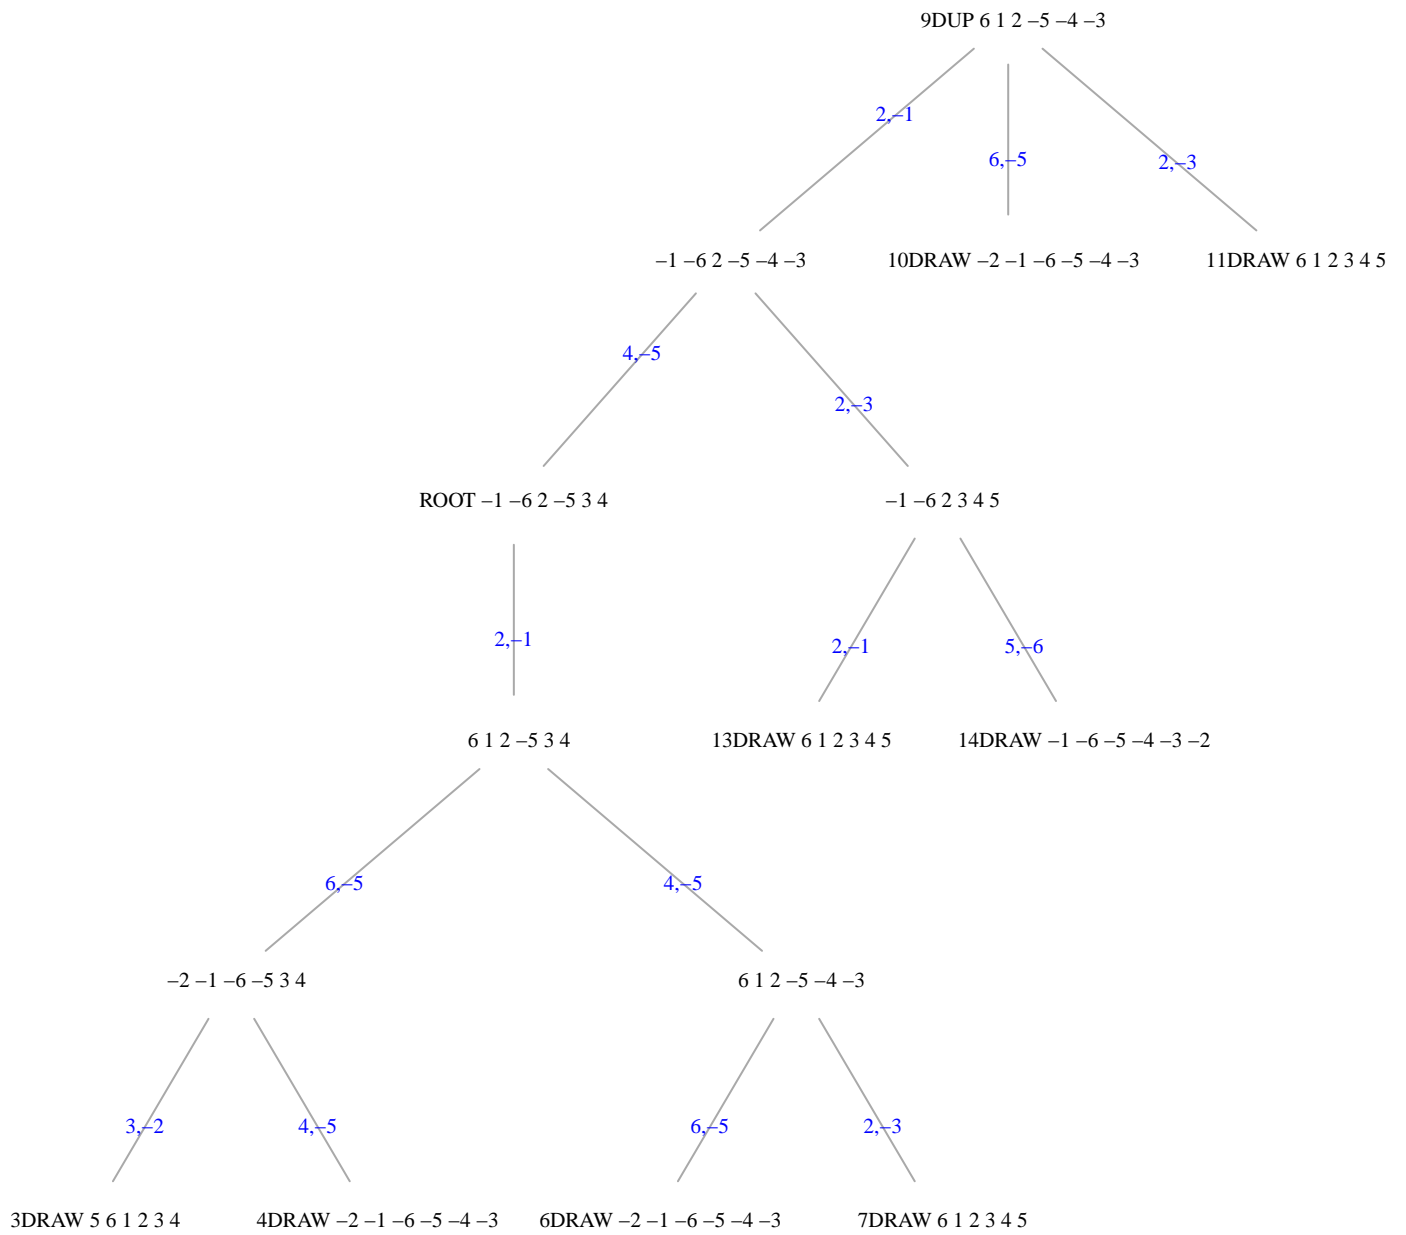 9DUP 6 1 2 –5 –4 –3
2,–1
6,–5
2,–3
–1 –6 2 –5 –4 –3
10DRAW –2 –1 –6 –5 –4 –3
11DRAW 6 1 2 3 4 5
4,–5
2,–3
ROOT –1 –6 2 –5 3 4
–1 –6 2 3 4 5
2,–1
2,–1
5,–6
6 1 2 –5 3 4
13DRAW 6 1 2 3 4 5
14DRAW –1 –6 –5 –4 –3 –2
6,–5
4,–5
–2 –1 –6 –5 3 4
6 1 2 –5 –4 –3
3,–2
4,–5
6,–5
2,–3
3DRAW 5 6 1 2 3 4
4DRAW –2 –1 –6 –5 –4 –3
6DRAW –2 –1 –6 –5 –4 –3
7DRAW 6 1 2 3 4 5